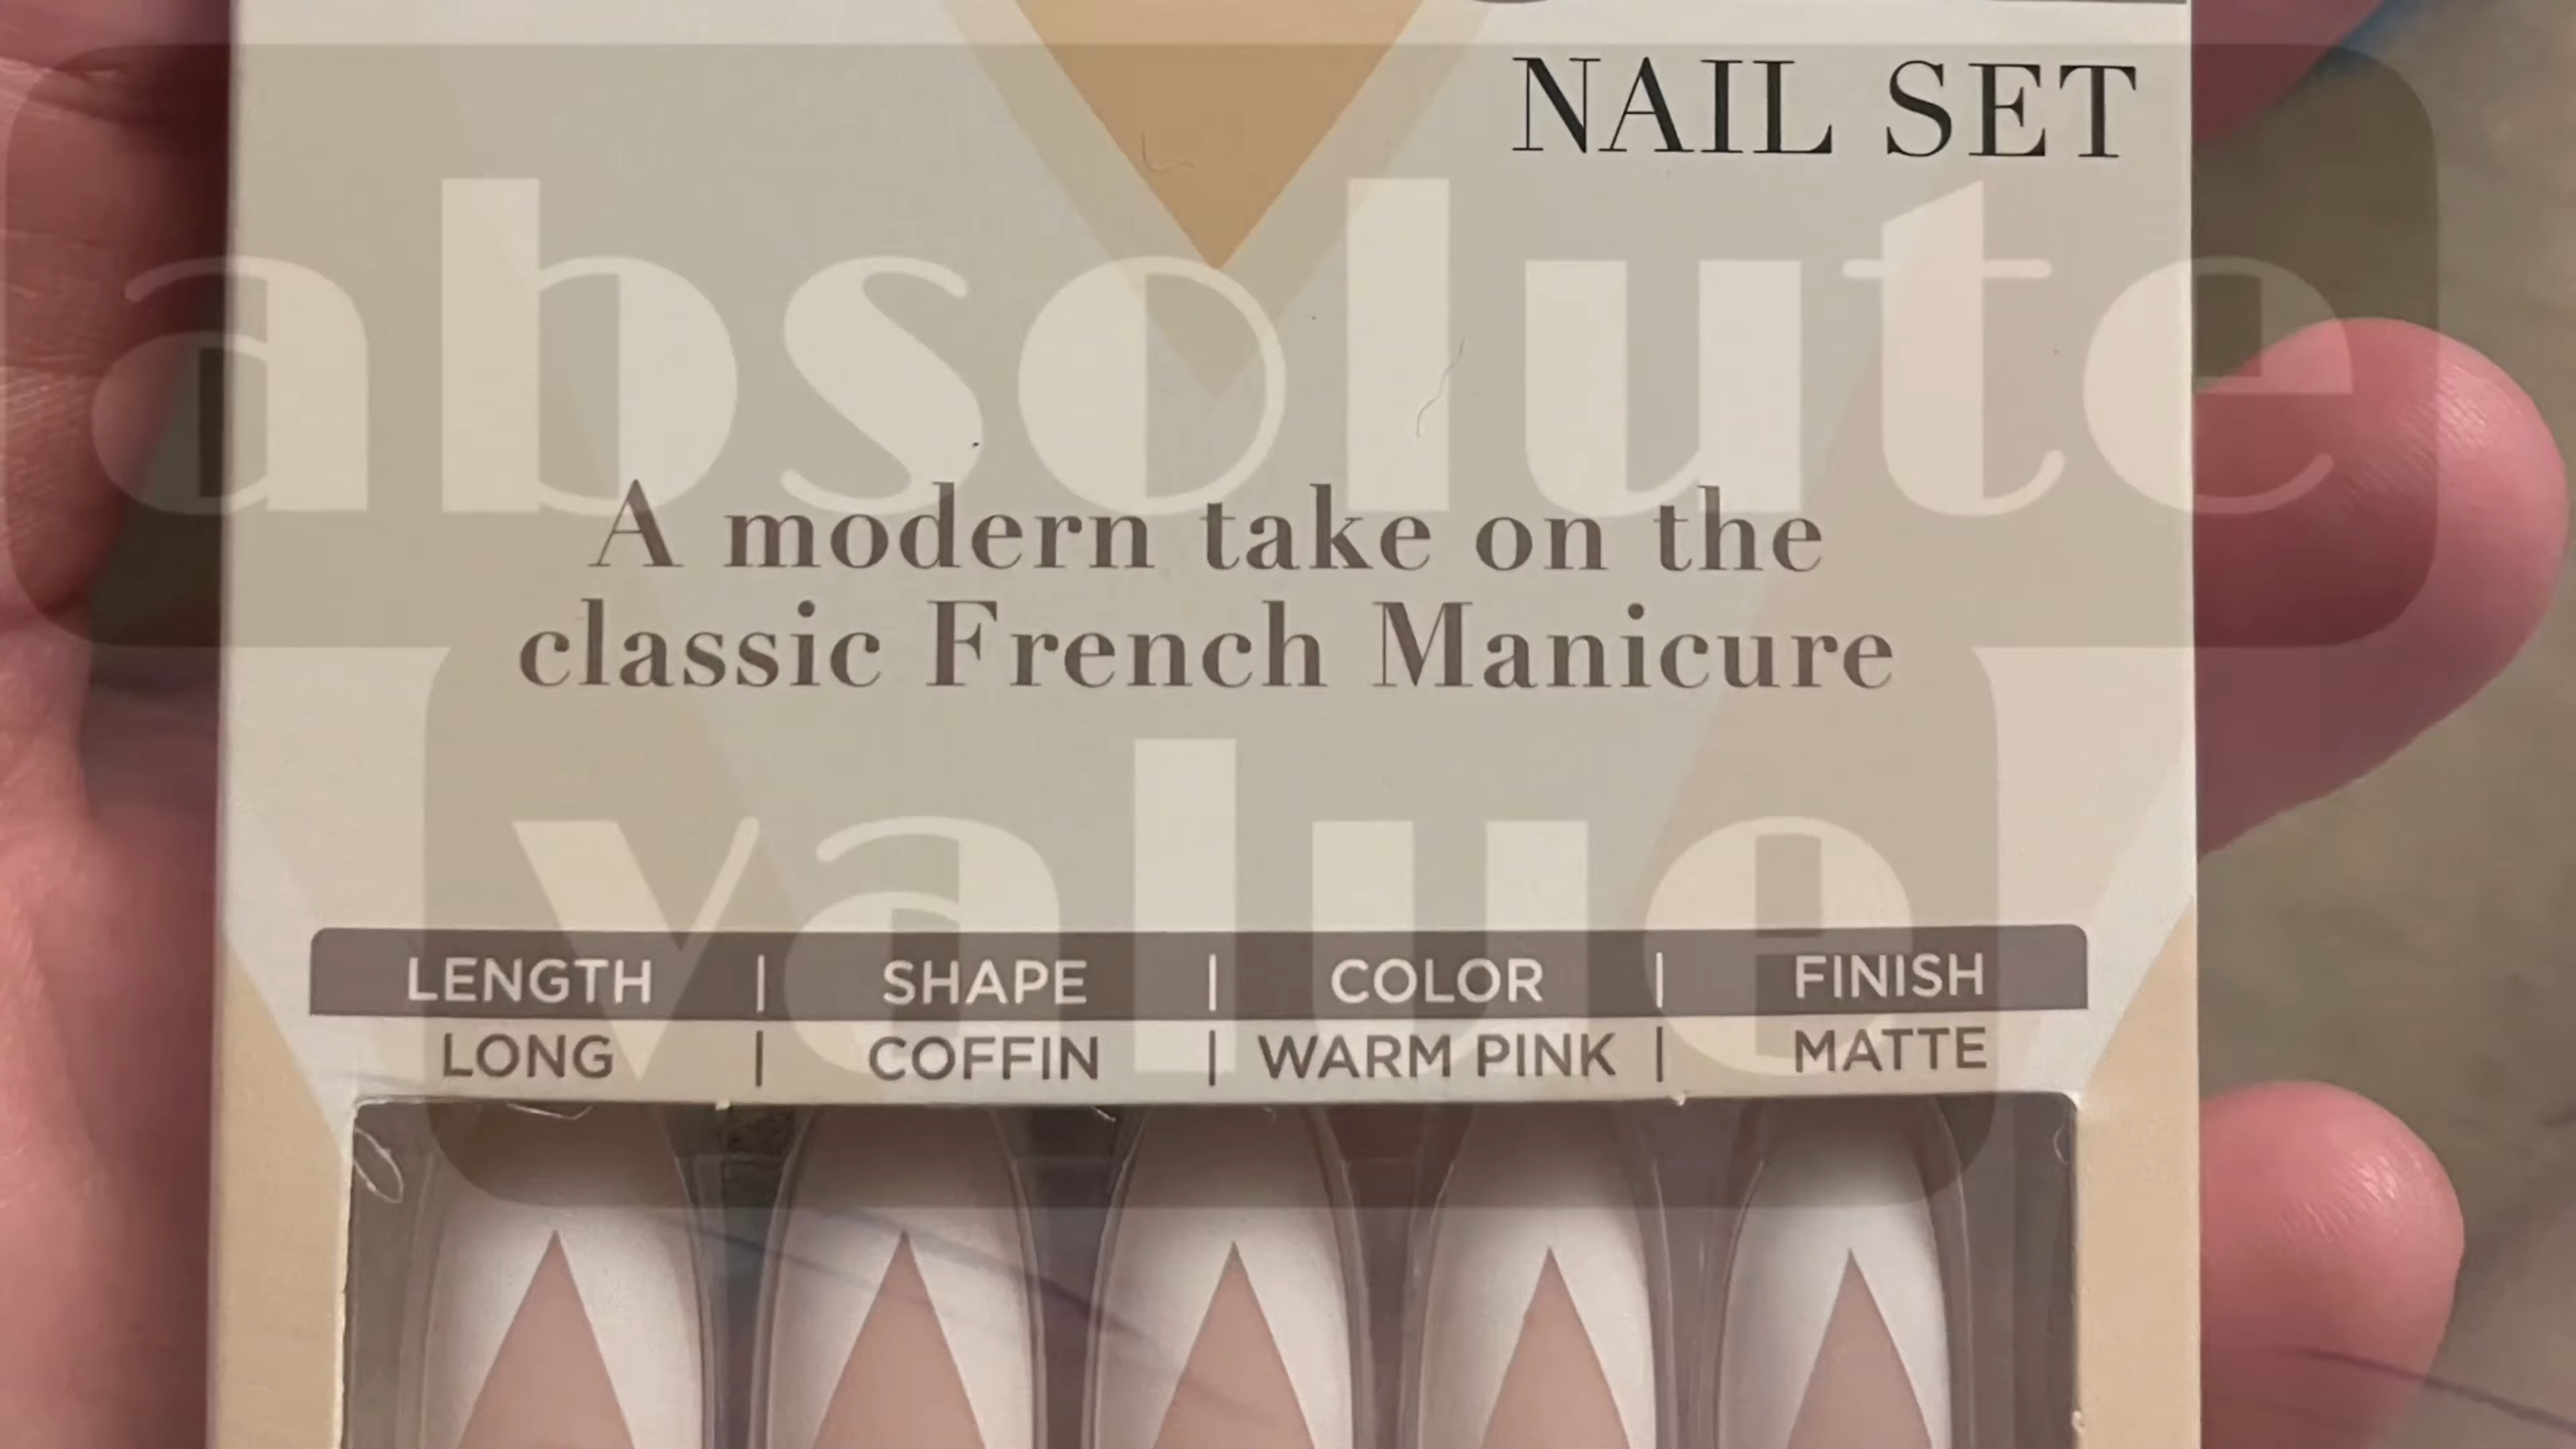 NAIL SET
absolute
A modern take on the
classic French Manicure
value
LENGTH | SHAPE | COLOR | FINISH
LONG | COFFIN | WARM PINK | MATTE